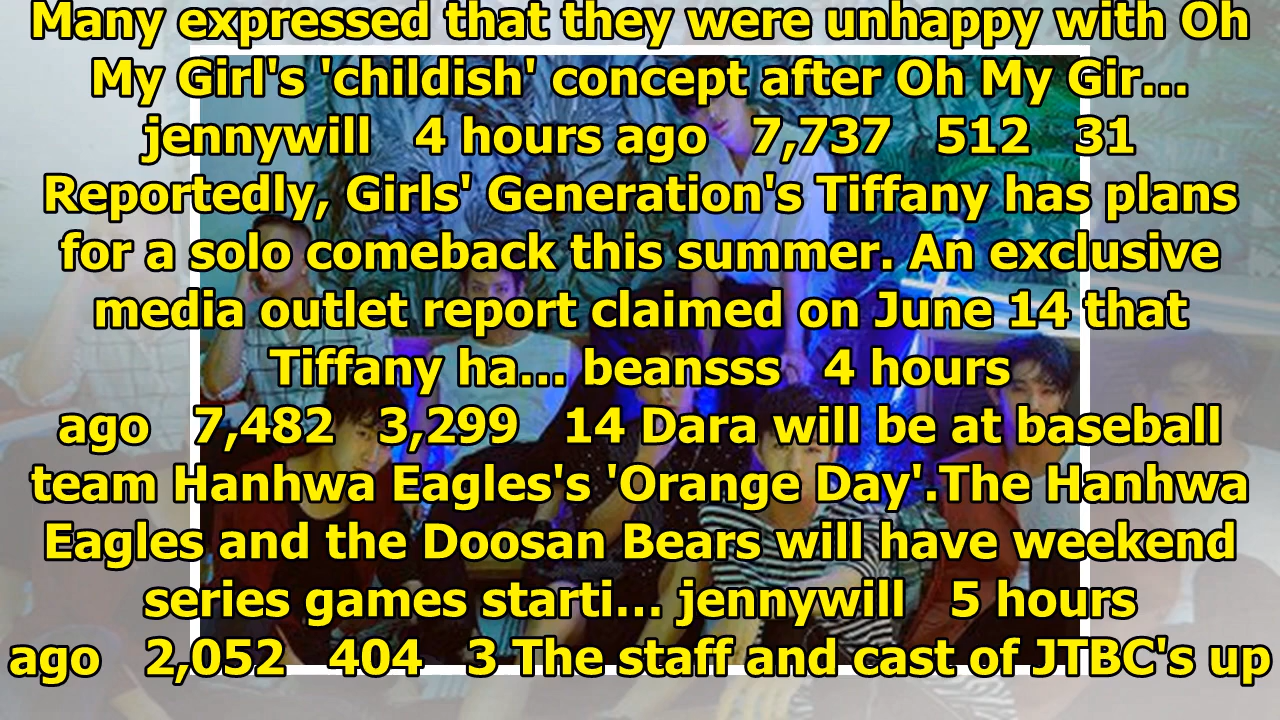 Many expressed that they were unhappy with Oh
My Girl's 'childish' concept after Oh My Gir...
jennywill 4 hours ago 7,737 512 31
Reportedly, Girls' Generation's Tiffany has plans
for a solo comeback this summer. An exclusive
media outlet report claimed on June 14 that
Tiffany ha... beansss 4 hours
ago 7,482 3,299 14 Dara will be at baseball
team Hanhwa Eagles's 'Orange Day'.The Hanhwa
Eagles and the Doosan Bears will have weekend
series games starti... jennywill 5 hours
ago 2,052 404 3 The staff and cast of JTBC's up